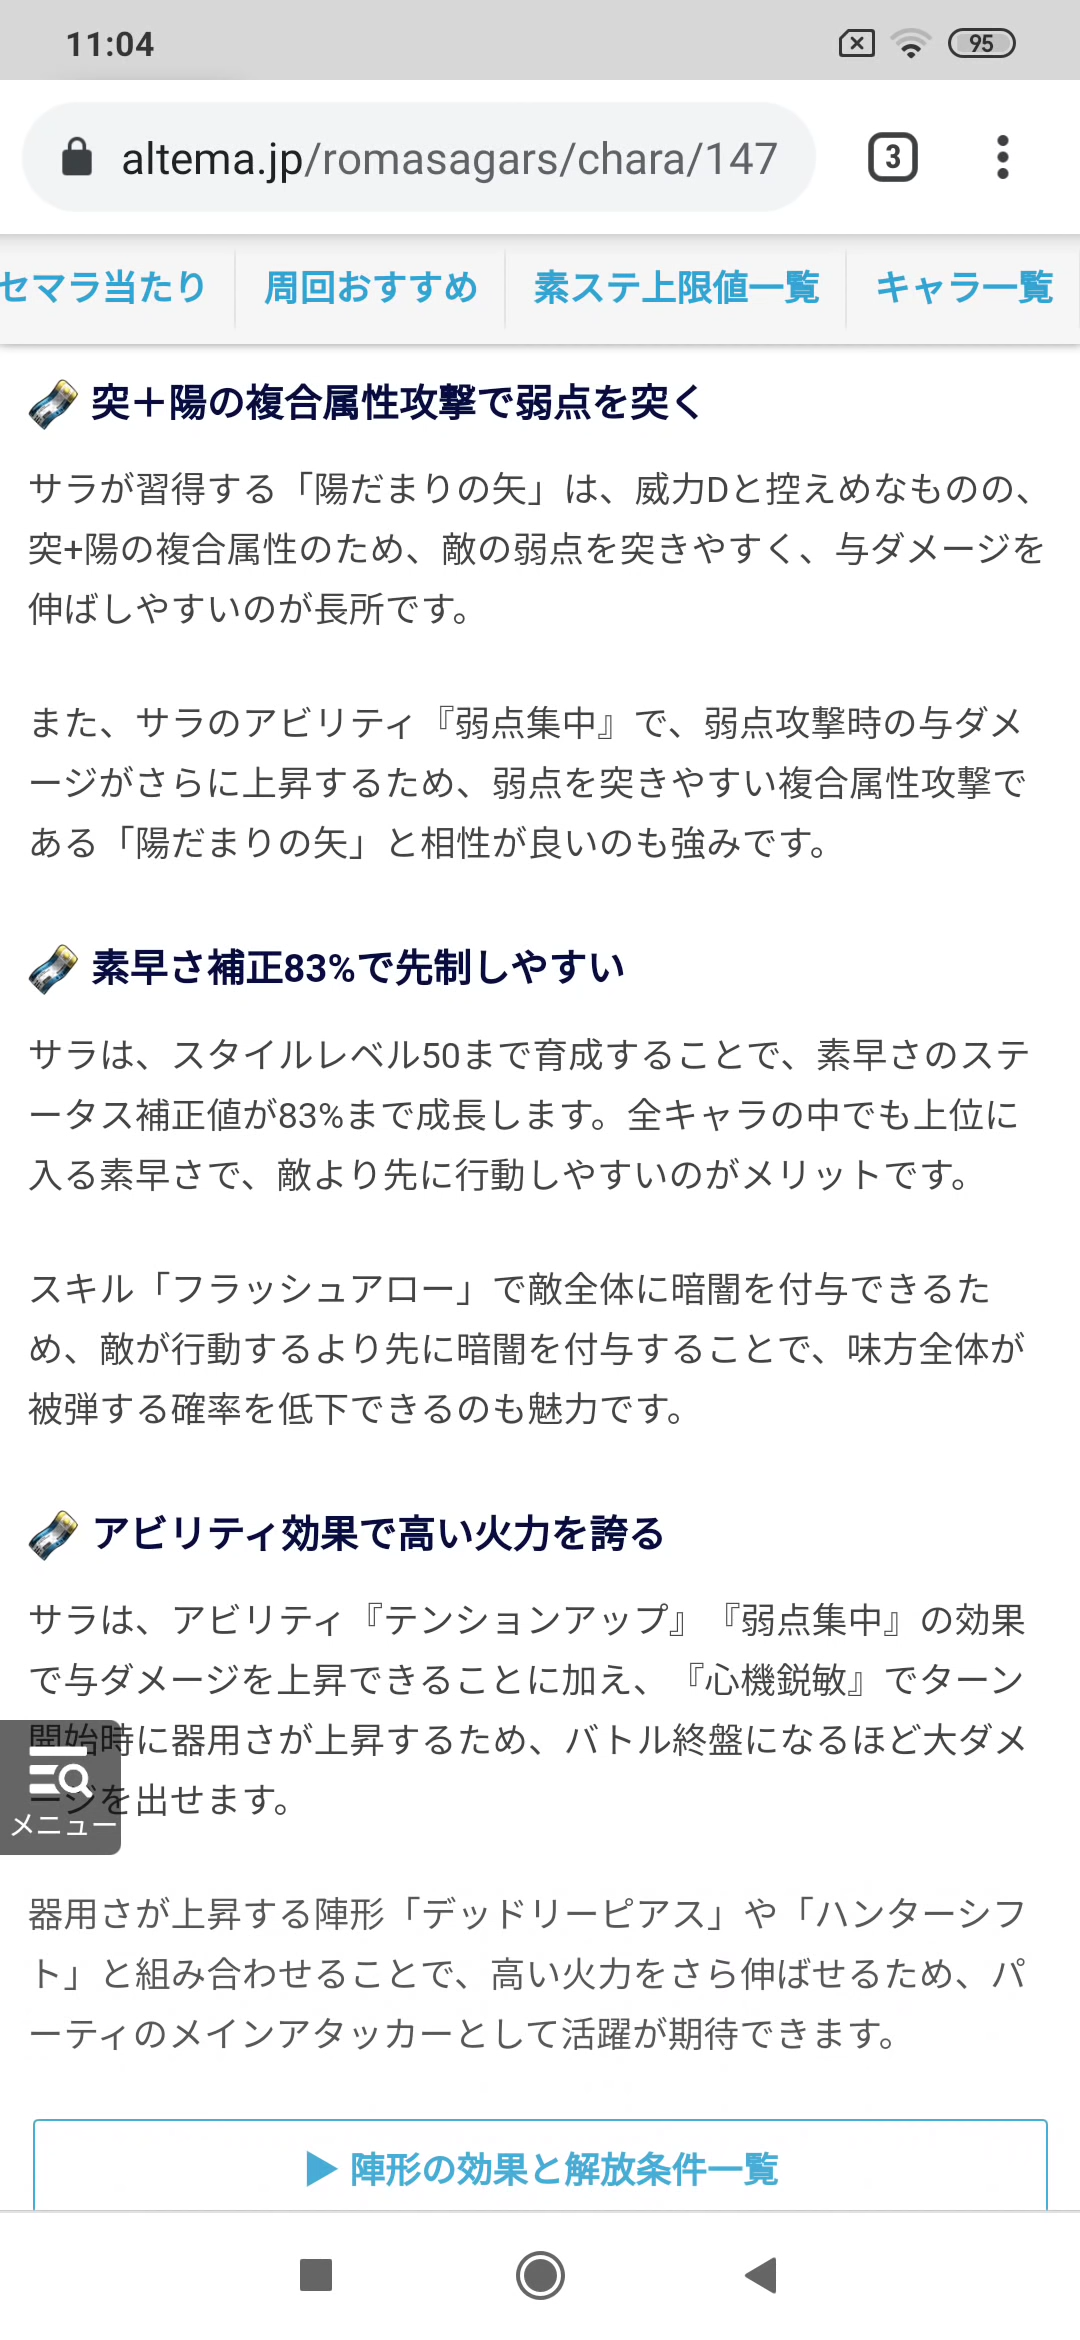 11:04
95
altema.jp/romasagars/chara/147
3
セマラ当たり
周回おすすめ
素ステ上限値一覧
キャラ一覧
突＋陽の複合属性攻撃で弱点を突く
サラが習得する「陽だまりの矢」は、威力Dと控えめなものの、
突+陽の複合属性のため、敵の弱点を突きやすく、与ダメージを
伸ばしやすいのが長所です。
また、サラのアビリティ『弱点集中』で、弱点攻撃時の与ダメ
ージがさらに上昇するため、弱点を突きやすい複合属性攻撃で
ある「陽だまりの矢」と相性が良いのも強みです。
素早さ補正83%で先制しやすい
サラは、スタイルレベル50まで育成することで、素早さのステ
ータス補正値が83%まで成長します。全キャラの中でも上位に
入る素早さで、敵より先に行動しやすいのがメリットです。
スキル「フラッシュアロー」で敵全体に暗闇を付与できるた
め、敵が行動するより先に暗闇を付与することで、味方全体が
被弾する確率を低下できるのも魅力です。
アビリティ効果で高い火力を誇る
サラは、アビリティ『テンションアップ』『弱点集中』の効果
で与ダメージを上昇できることに加え、『心機鋭敏』でターン
開始時に器用さが上昇するため、バトル終盤になるほど大ダメ
ージを出せます。
メニュー
器用さが上昇する陣形「デッドリーピアス」や「ハンターシフ
ト」と組み合わせることで、高い火力をさら伸ばせるため、パ
ーティのメインアタッカーとして活躍が期待できます。
▶ 陣形の効果と解放条件一覧